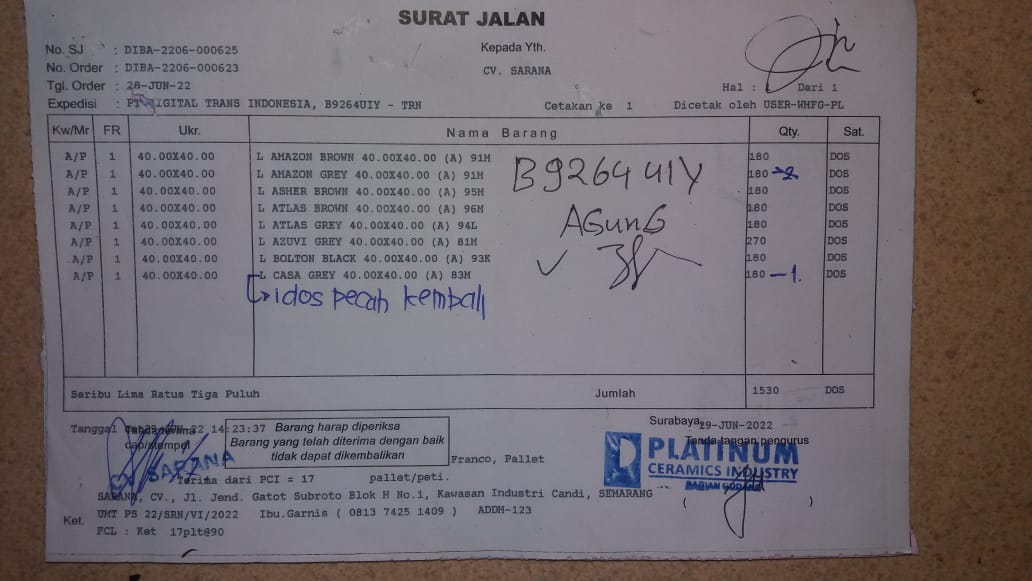 SURAT JALAN
No. SJ : DIBA-2206-000625
Kepada Yth.
No. Order : DIBA-2206-000623
CV. SARANA
Tgl. Order : 28-JUN-22
Hal : Dari 1
Expedisi : PT DIGITAL TRANS INDONESIA, B9264UIY - TRN Cetakan ke 1 Dicetak oleh USER-WHFG-PL
Kw/Mr FR Ukr. Nama Barang Qty. Sat.
A/P 1 40.00X40.00 L AMAZON BROWN 40.00X40.00 (A) 91M 180 DOS
A/P 1 40.00X40.00 L AMAZON GREY 40.00X40.00 (A) 91M 180 -2 DOS
A/P 1 40.00X40.00 L ASHER BROWN 40.00X40.00 (A) 95M 180 DOS
A/P 1 40.00X40.00 L ATLAS BROWN 40.00X40.00 (A) 96M 180 DOS
A/P 1 40.00X40.00 L ATLAS GREY 40.00X40.00 (A) 94L 180 DOS
A/P 1 40.00X40.00 L AZUVI GREY 40.00X40.00 (A) 81M 270 DOS
A/P 1 40.00X40.00 L BOLTON BLACK 40.00X40.00 (A) 93K 180 DOS
A/P 1 40.00X40.00 L CASA GREY 40.00X40.00 (A) 83M 180 -1. DOS
B9264 UIY
AGUNG
1dos pecah kembali
Seribu Lima Ratus Tiga Puluh Jumlah 1530 DOS
Tanggal 14:23:37
Barang harap diperiksa
Barang yang telah diterima dengan baik
tidak dapat dikembalikan
Surabaya, 29-JUN-2022
Tanda tangan pengurus
cap/stempel
SARANA
PLATINUM
CERAMICS INDUSTRY
BAGIAN GUDANG
Franco, Pallet
Terima dari PCI = 17 pallet/peti.
SARANA, CV., Jl. Jend. Gatot Subroto Blok H No.1, Kawasan Industri Candi, SEMARANG
( )
Ket. UMT PS 22/SRN/VI/2022 Ibu.Garnis ( 0813 7425 1409 ) ADDH-123
FCL : Ket 17plt@90